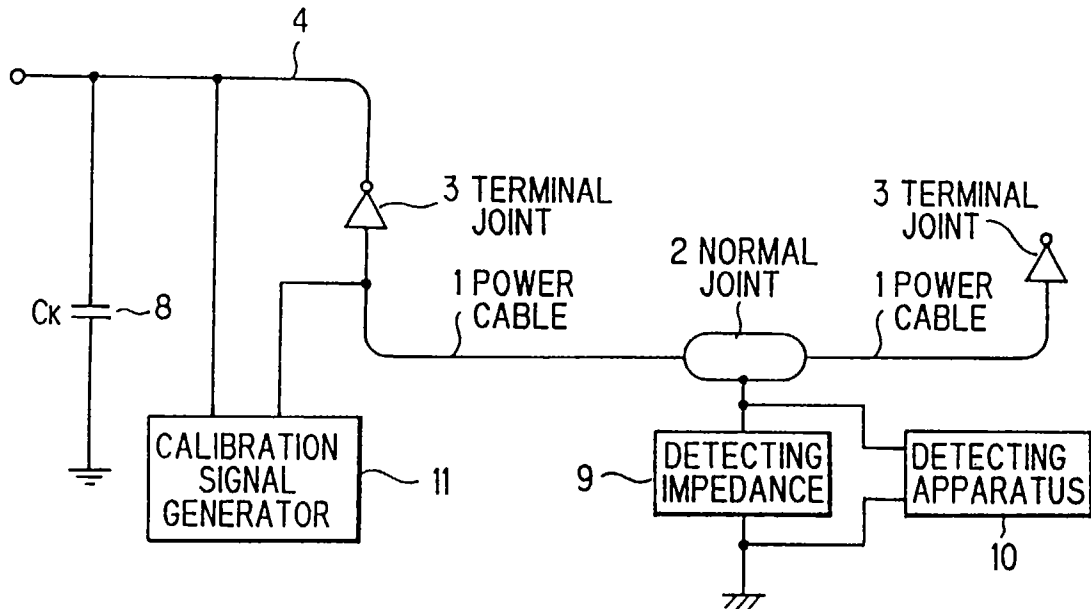 4
3 TERMINAL
JOINT
3 TERMINAL
JOINT
2 NORMAL
JOINT
1 POWER
CABLE
1 POWER
CABLE
CK
8
CALIBRATION
SIGNAL
GENERATOR
11
9
DETECTING
IMPEDANCE
DETECTING
APPARATUS
10